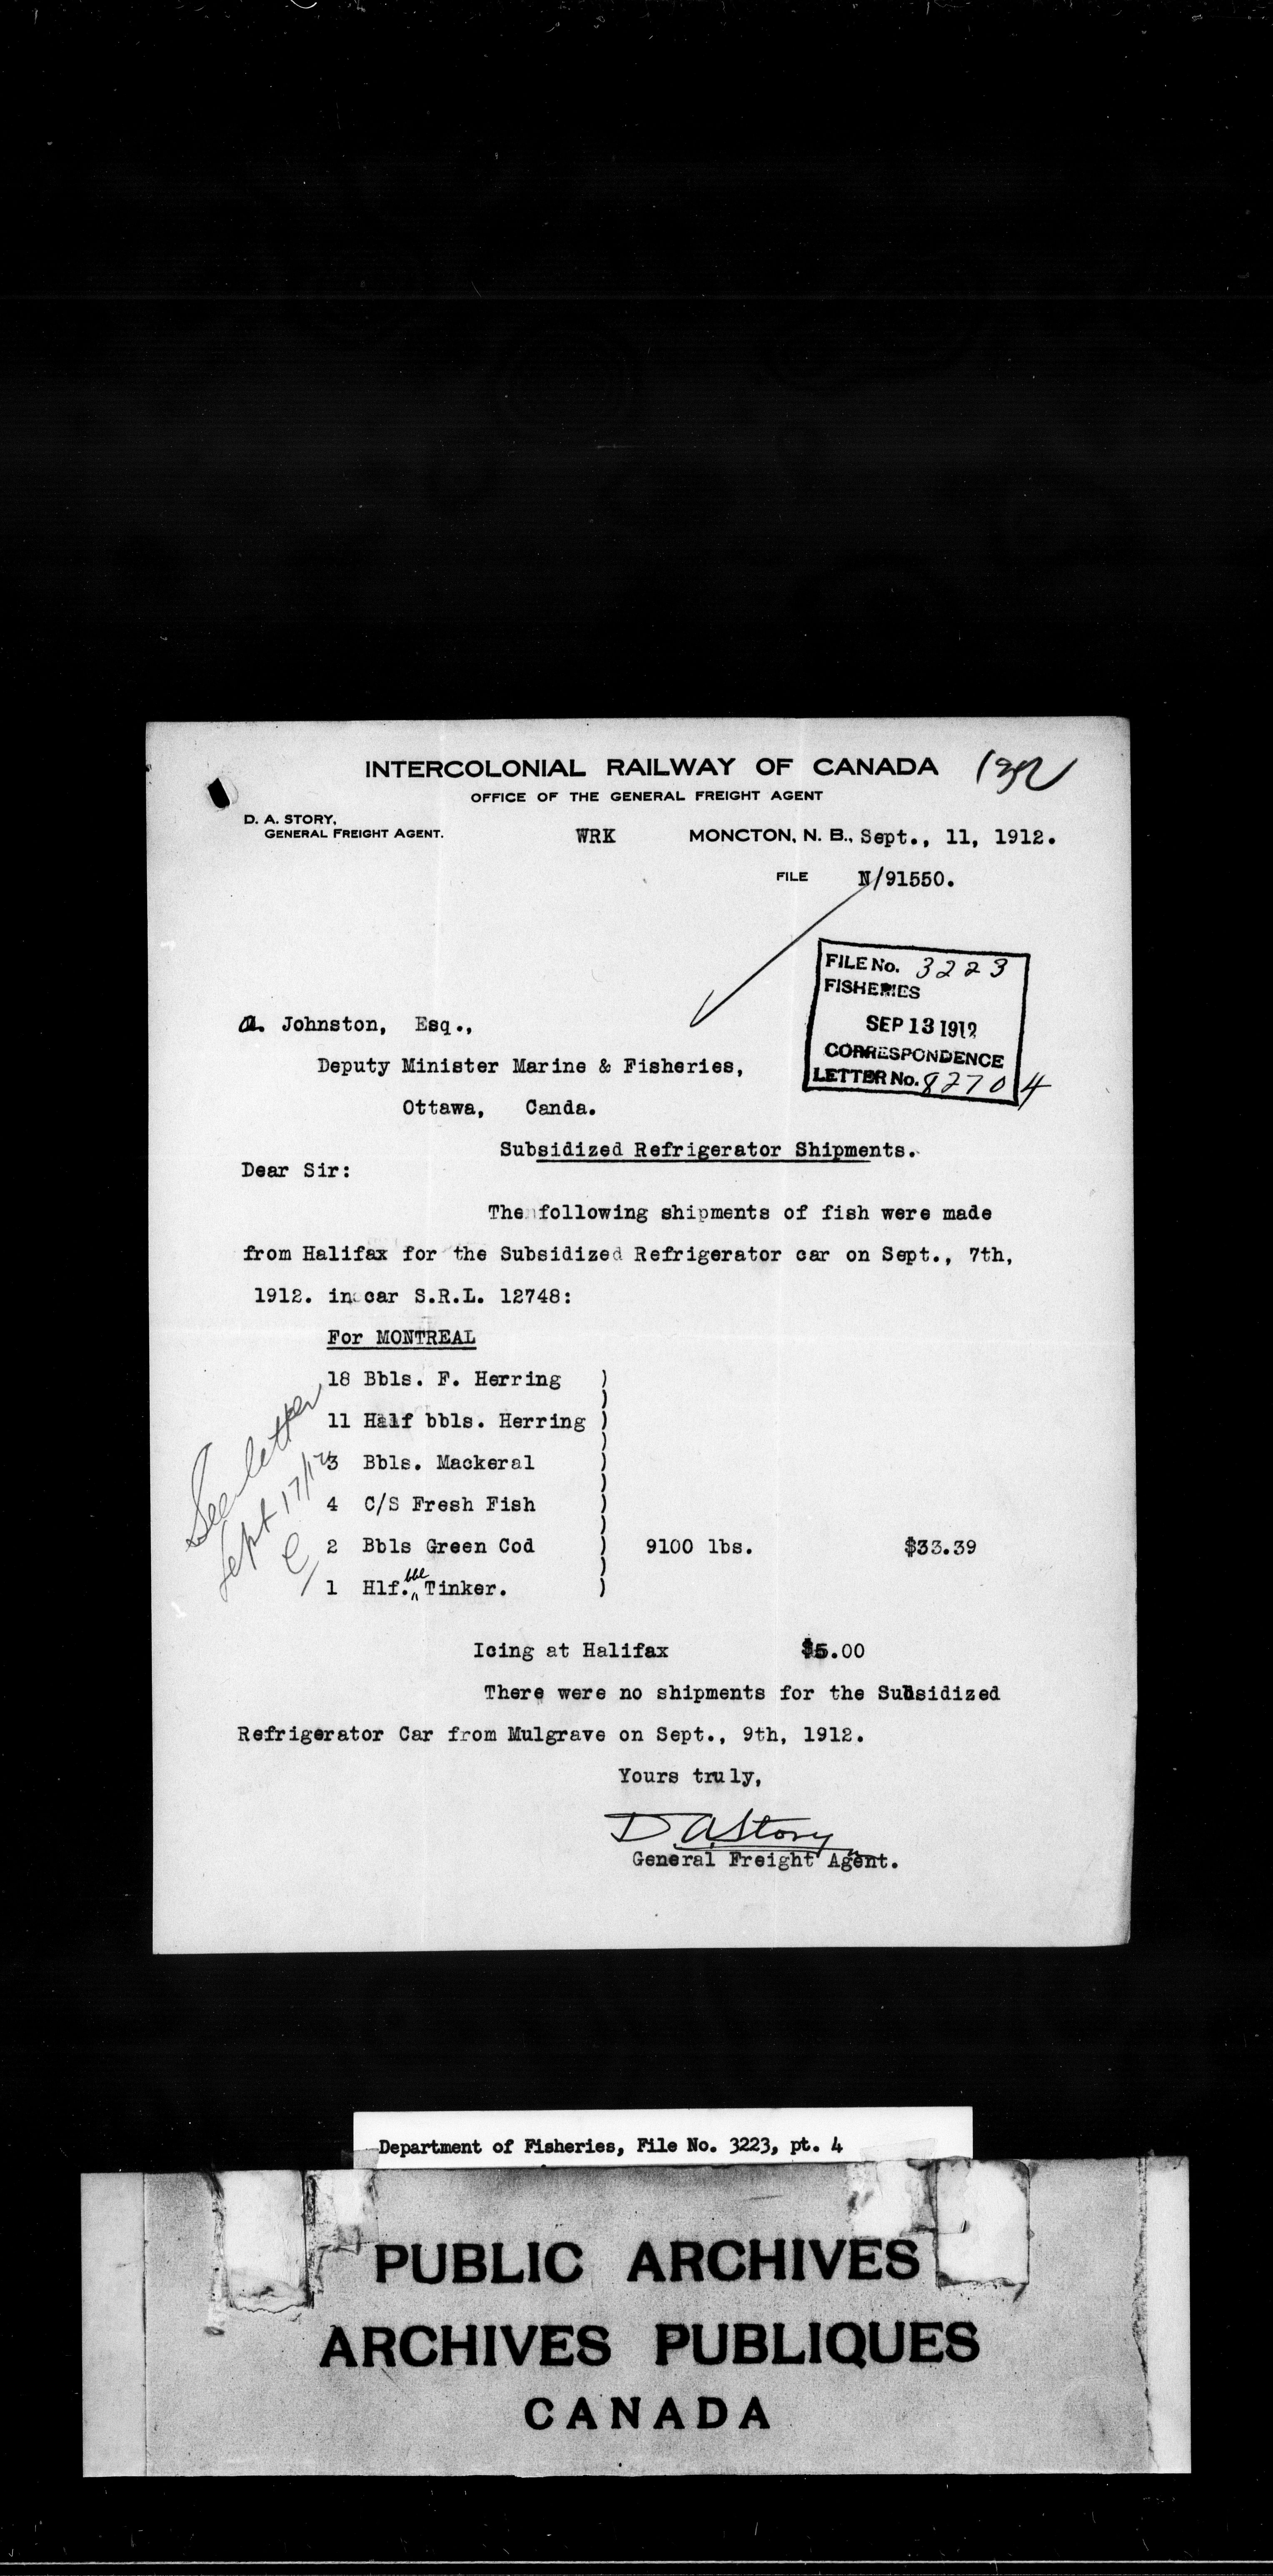 INTERCOLONIAL RAILWAY OF CANADA
OFFICE OF THE GENERAL FREIGHT AGENT
D. A. STORY,
GENERAL FREIGHT AGENT.
WRK MONCTON, N. B., Sept., 11, 1912.
FILE N/91550.
FILE No. 3223
FISHERIES
SEP 13 1912
CORRESPONDENCE
LETTER No. 82704
A. Johnston, Esq.,
Deputy Minister Marine & Fisheries,
Ottawa, Canda.
Subsidized Refrigerator Shipments.
Dear Sir:
The following shipments of fish were made
from Halifax for the Subsidized Refrigerator car on Sept., 7th,
1912. in car S.R.L. 12748:
For MONTREAL
18 Bbls. F. Herring )
11 Half bbls. Herring )
3 Bbls. Mackeral )
4 C/S Fresh Fish )
2 Bbls Green Cod ) 9100 lbs. $33.39
1 Hlf. bbl Tinker. )
See letter
Sept 17/12
Icing at Halifax $5.00
There were no shipments for the Subsidized
Refrigerator Car from Mulgrave on Sept., 9th, 1912.
Yours truly,
D. A. Story
General Freight Agent.
Department of Fisheries, File No. 3223, pt. 4
PUBLIC ARCHIVES
ARCHIVES PUBLIQUES
CANADA